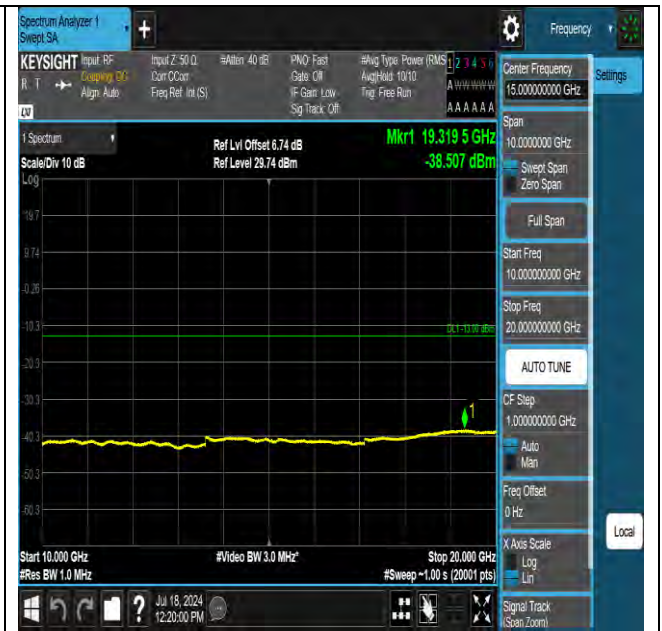 Spectrum Analyzer 1
Swept SA
+
Frequency
KEYSIGHT
R T
Input: RF
Coupling: DC
Align: Auto
Input Z: 50 Ω
Corr CCorr
Freq Ref: Int (S)
#Atten: 40 dB
PNO: Fast
Gate: Off
IF Gain: Low
Sig Track: Off
#Avg Type: Power (RMS
Avg|Hold: 10/10
Trig: Free Run
1 2 3 4 5 6
A W W W W W
A A A A A A
1 Spectrum
Scale/Div 10 dB
Log
Ref Lvl Offset 6.74 dB
Ref Level 29.74 dBm
Mkr1 19.319 5 GHz
-38.507 dBm
19.7
9.74
-0.26
-10.3
DL1 -13.00 dBm
-20.3
-30.3
1
-40.3
-50.3
-60.3
Start 10.000 GHz
#Res BW 1.0 MHz
#Video BW 3.0 MHz*
Stop 20.000 GHz
#Sweep ~1.00 s (20001 pts)
Jul 18, 2024
12:20:00 PM
?
Settings
Center Frequency
15.000000000 GHz
Span
10.0000000 GHz
Swept Span
Zero Span
Full Span
Start Freq
10.000000000 GHz
Stop Freq
20.000000000 GHz
AUTO TUNE
CF Step
1.000000000 GHz
Auto
Man
Freq Offset
0 Hz
X Axis Scale
Log
Lin
Signal Track
(Span Zoom)
Local